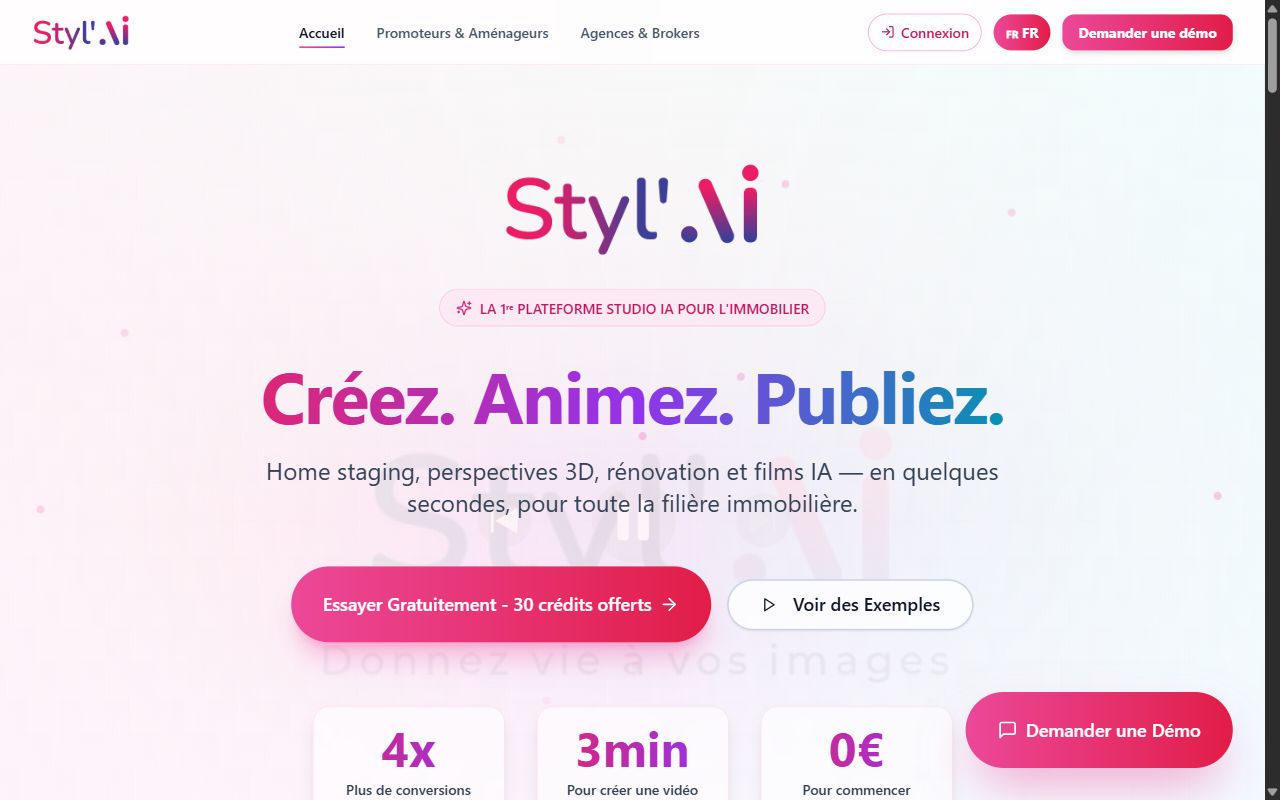 Styl'.Ai
Accueil
Promoteurs & Aménageurs
Agences & Brokers
Connexion
FR FR
Demander une démo
Styl'.Ai
LA 1re PLATEFORME STUDIO IA POUR L'IMMOBILIER
Créez. Animez. Publiez.
Home staging, perspectives 3D, rénovation et films IA — en quelques
secondes, pour toute la filière immobilière.
Styl'.Ai
Essayer Gratuitement - 30 crédits offerts
Voir des Exemples
Donnez vie à vos images
4x
Plus de conversions
3min
Pour créer une vidéo
0€
Pour commencer
Demander une Démo